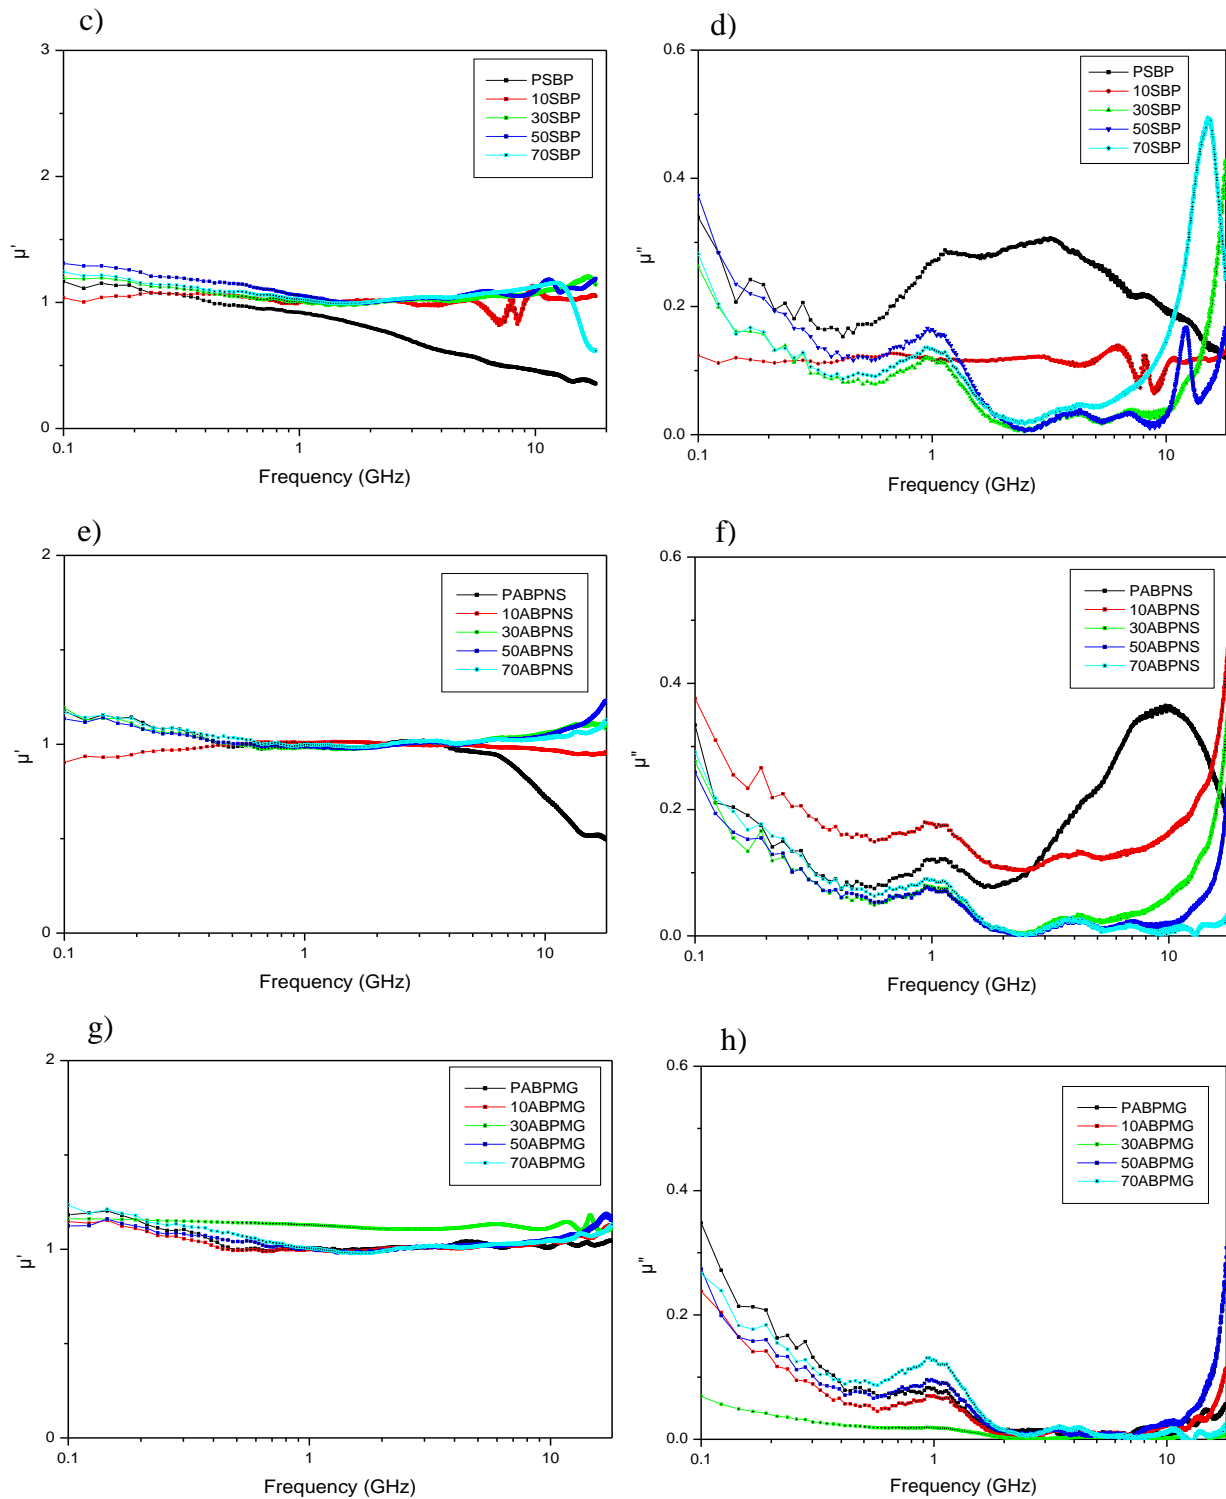 c)
3
2
1
0
0.1
1
10
µ'
Frequency (GHz)
PSBP
10SBP
30SBP
50SBP
70SBP
d)
0.6
0.4
0.2
0.0
0.1
1
10
µ"
Frequency (GHz)
PSBP
10SBP
30SBP
50SBP
70SBP
e)
2
1
0
0.1
1
10
µ'
Frequency (GHz)
PABPNS
10ABPNS
30ABPNS
50ABPNS
70ABPNS
f)
0.6
0.4
0.2
0.0
0.1
1
10
µ"
Frequency (GHz)
PABPNS
10ABPNS
30ABPNS
50ABPNS
70ABPNS
g)
2
1
0
0.1
1
10
µ'
Frequency (GHz)
PABPMG
10ABPMG
30ABPMG
50ABPMG
70ABPMG
h)
0.6
0.4
0.2
0.0
0.1
1
10
µ"
Frequency (GHz)
PABPMG
10ABPMG
30ABPMG
50ABPMG
70ABPMG